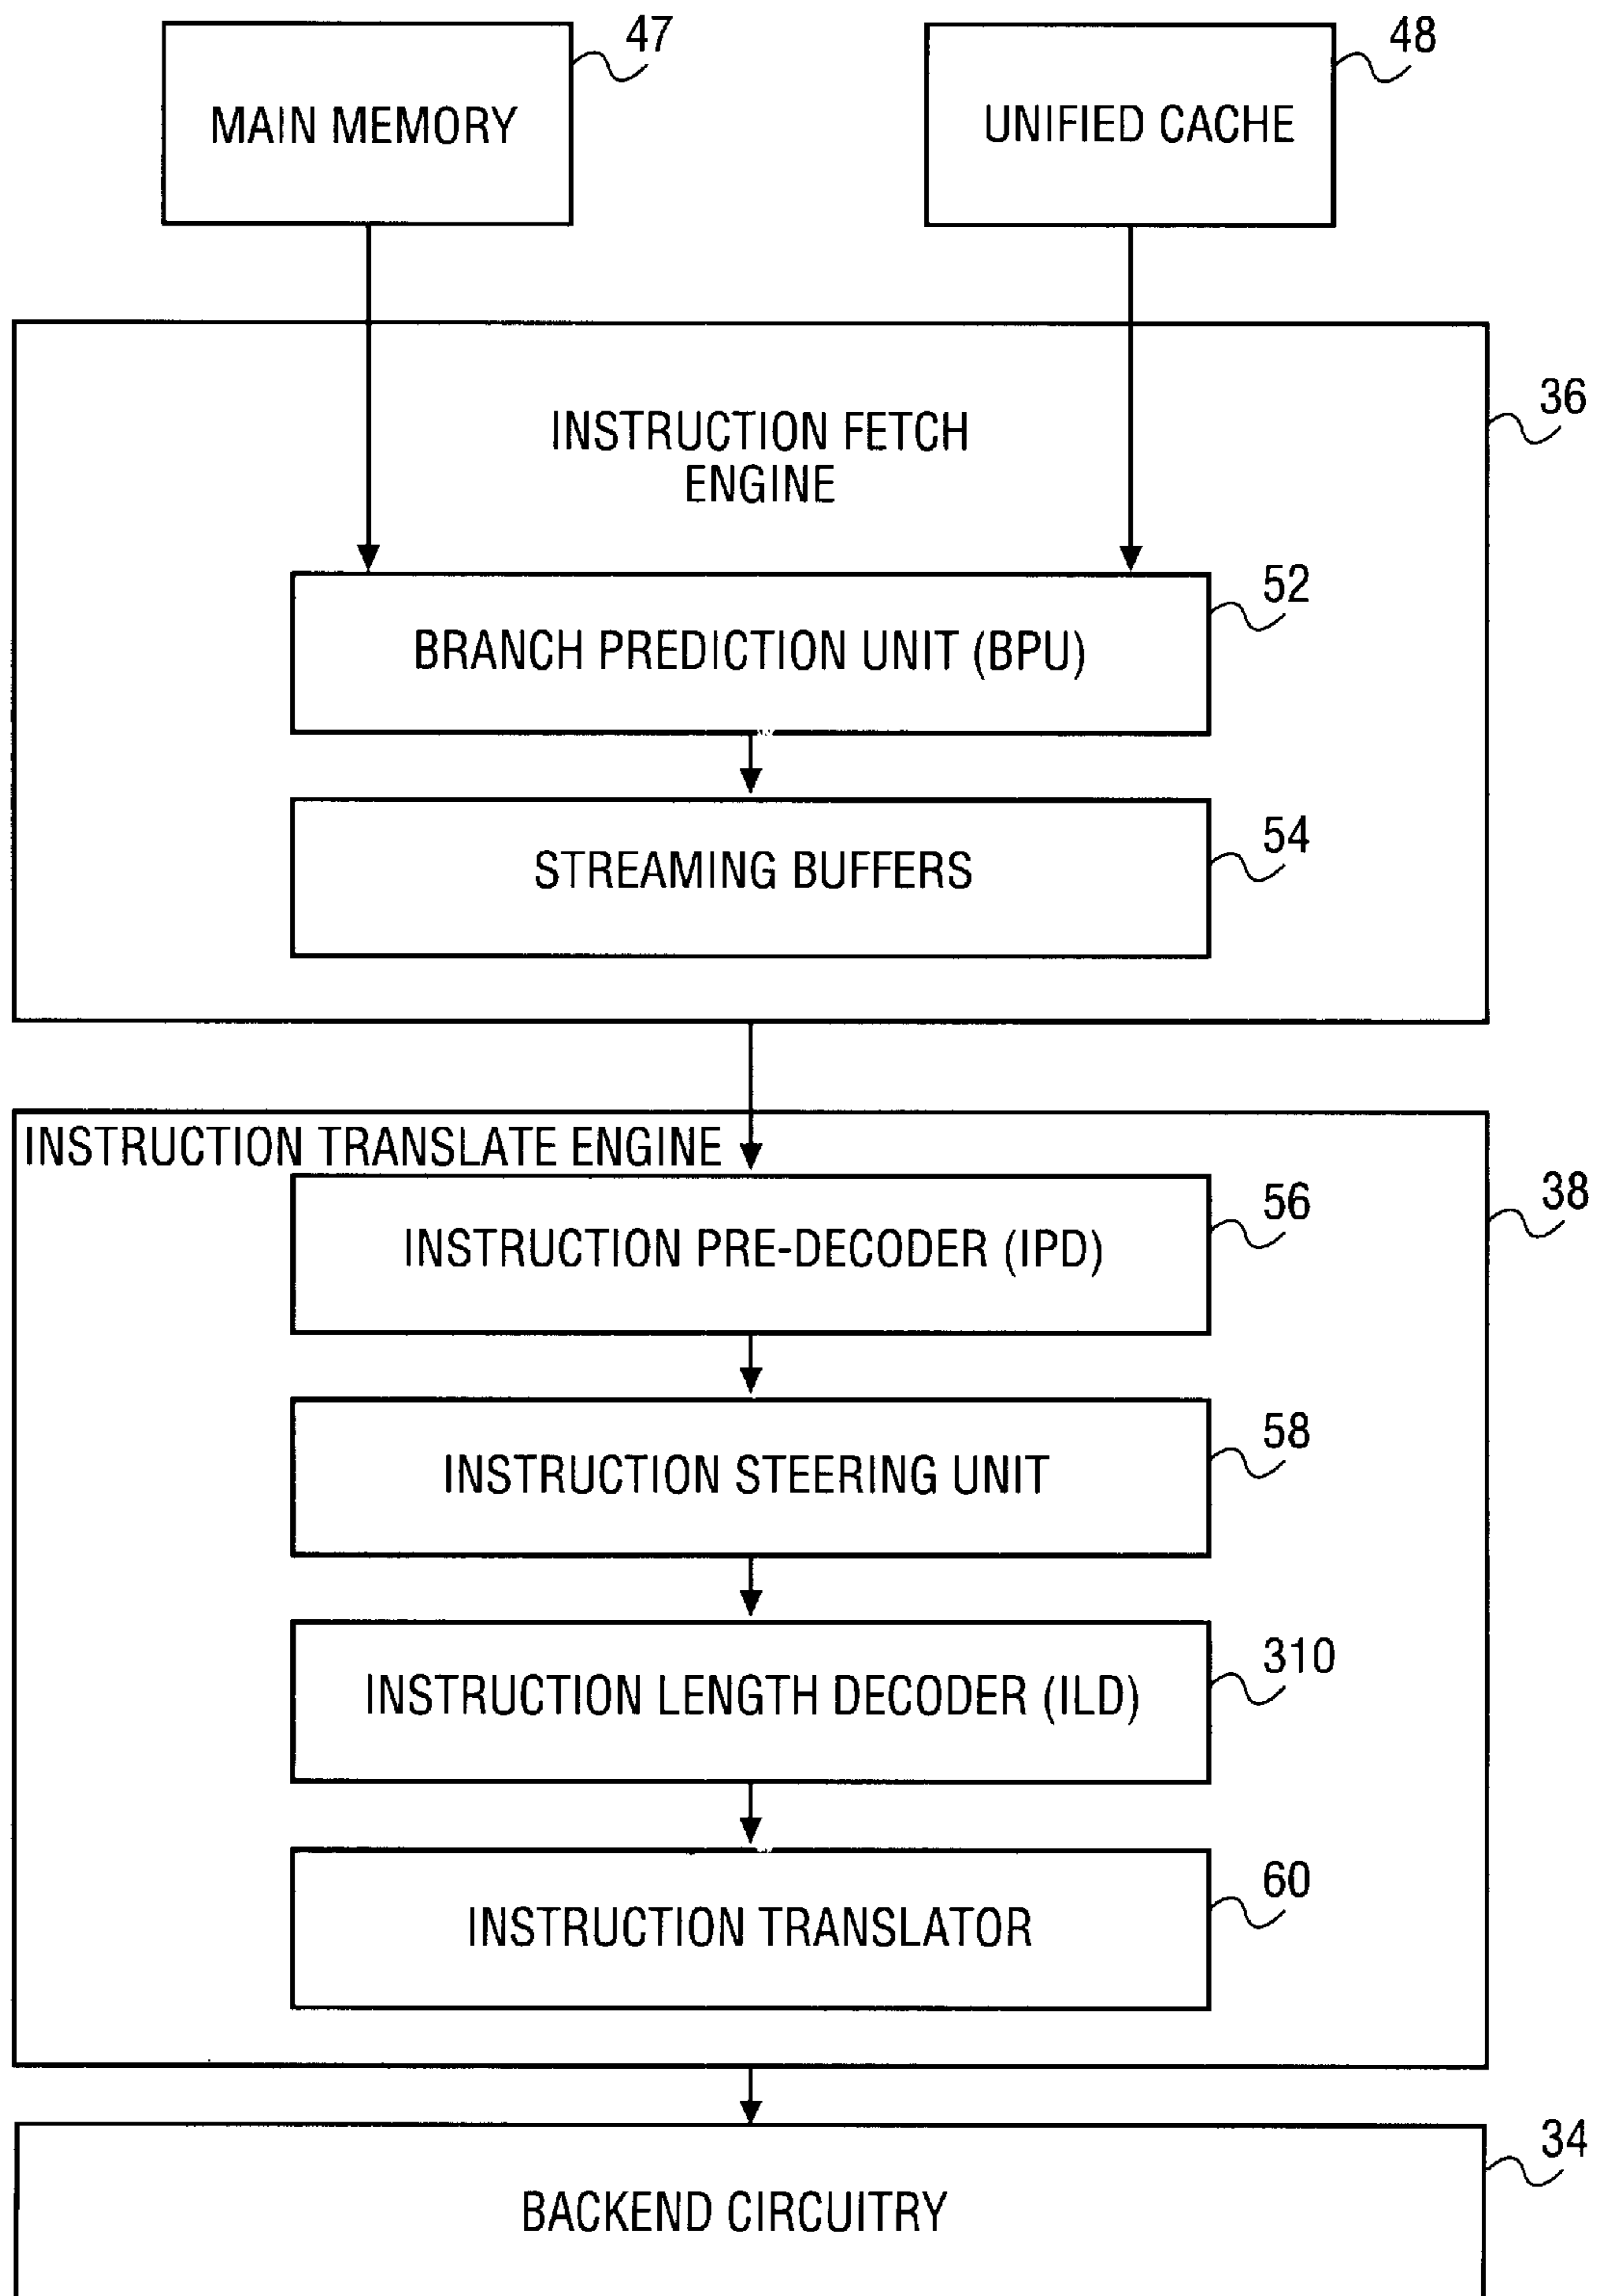 47
48
MAIN MEMORY
UNIFIED CACHE
36
INSTRUCTION FETCH
ENGINE
52
BRANCH PREDICTION UNIT (BPU)
54
STREAMING BUFFERS
INSTRUCTION TRANSLATE ENGINE
56
38
INSTRUCTION PRE-DECODER (IPD)
58
INSTRUCTION STEERING UNIT
310
INSTRUCTION LENGTH DECODER (ILD)
60
INSTRUCTION TRANSLATOR
34
BACKEND CIRCUITRY